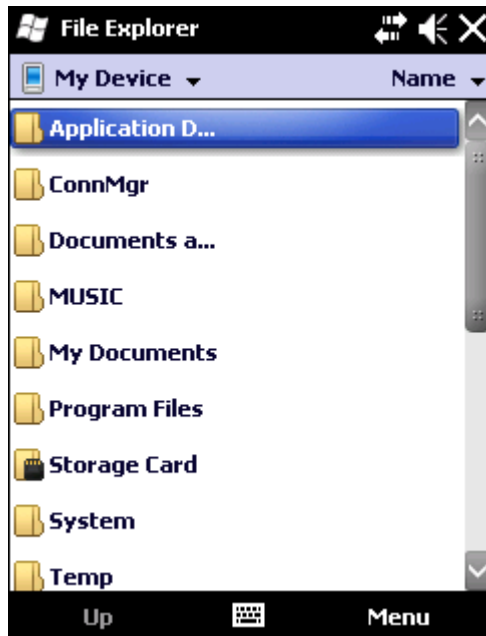 File Explorer
My Device Name
Application D...
ConnMgr
Documents a...
MUSIC
My Documents
Program Files
Storage Card
System
Temp
Up Menu